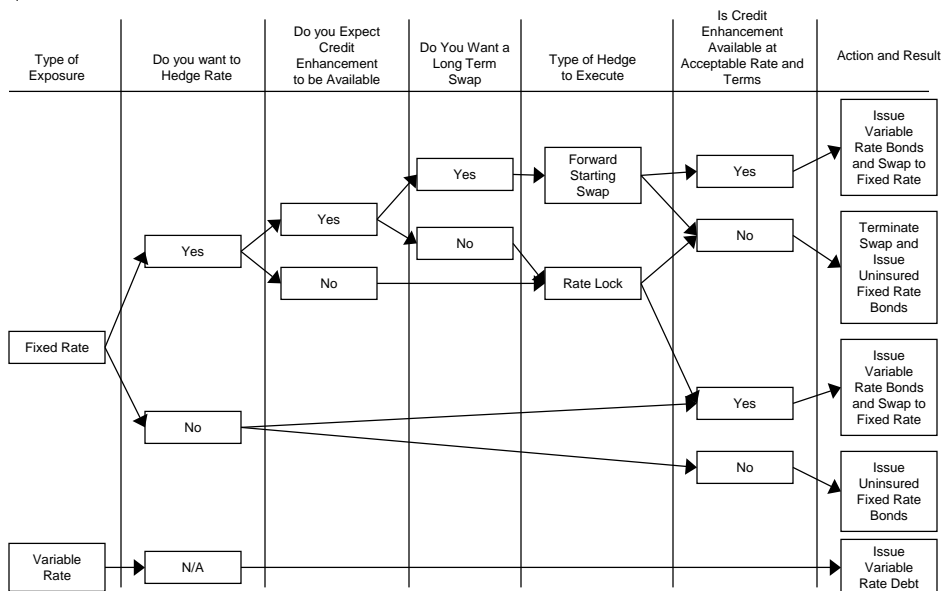 Type of
Exposure
Do you want to
Hedge Rate
Do you Expect
Credit
Enhancement
to be Available
Do You Want a
Long Term
Swap
Type of Hedge
to Execute
Is Credit
Enhancement
Available at
Acceptable Rate and
Terms
Action and Result
Fixed Rate
Variable
Rate
Yes
No
N/A
Yes
No
Yes
No
Forward
Starting
Swap
Rate Lock
Yes
No
Yes
No
Issue
Variable
Rate Bonds
and Swap to
Fixed Rate
Terminate
Swap and
Issue
Uninsured
Fixed Rate
Bonds
Issue
Variable
Rate Bonds
and Swap to
Fixed Rate
Issue
Uninsured
Fixed Rate
Bonds
Issue
Variable
Rate Debt